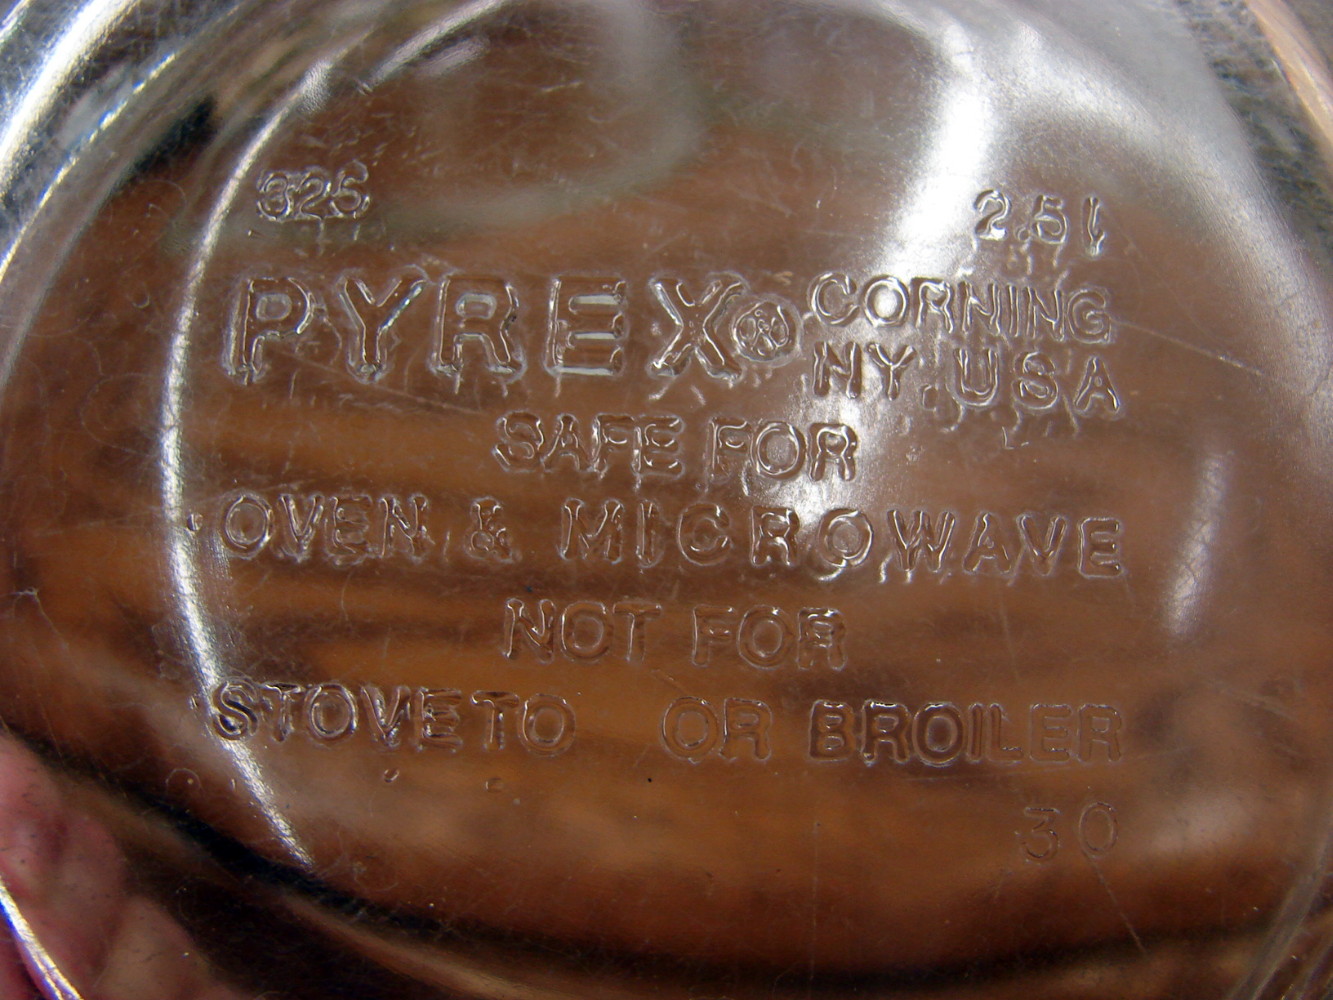 326 2.5 l
PYREX® CORNING
NY. USA
SAFE FOR
OVEN & MICROWAVE
NOT FOR
STOVETO OR BROILER
30